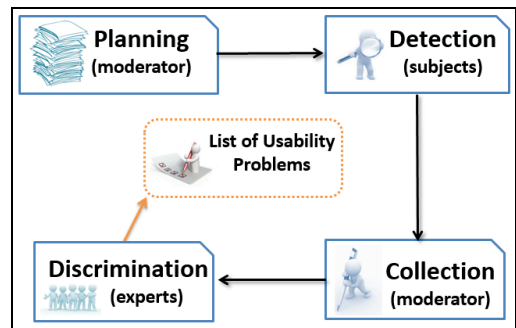 Planning
(moderator)
Detection
(subjects)
List of Usability
Problems
Discrimination
(experts)
Collection
(moderator)